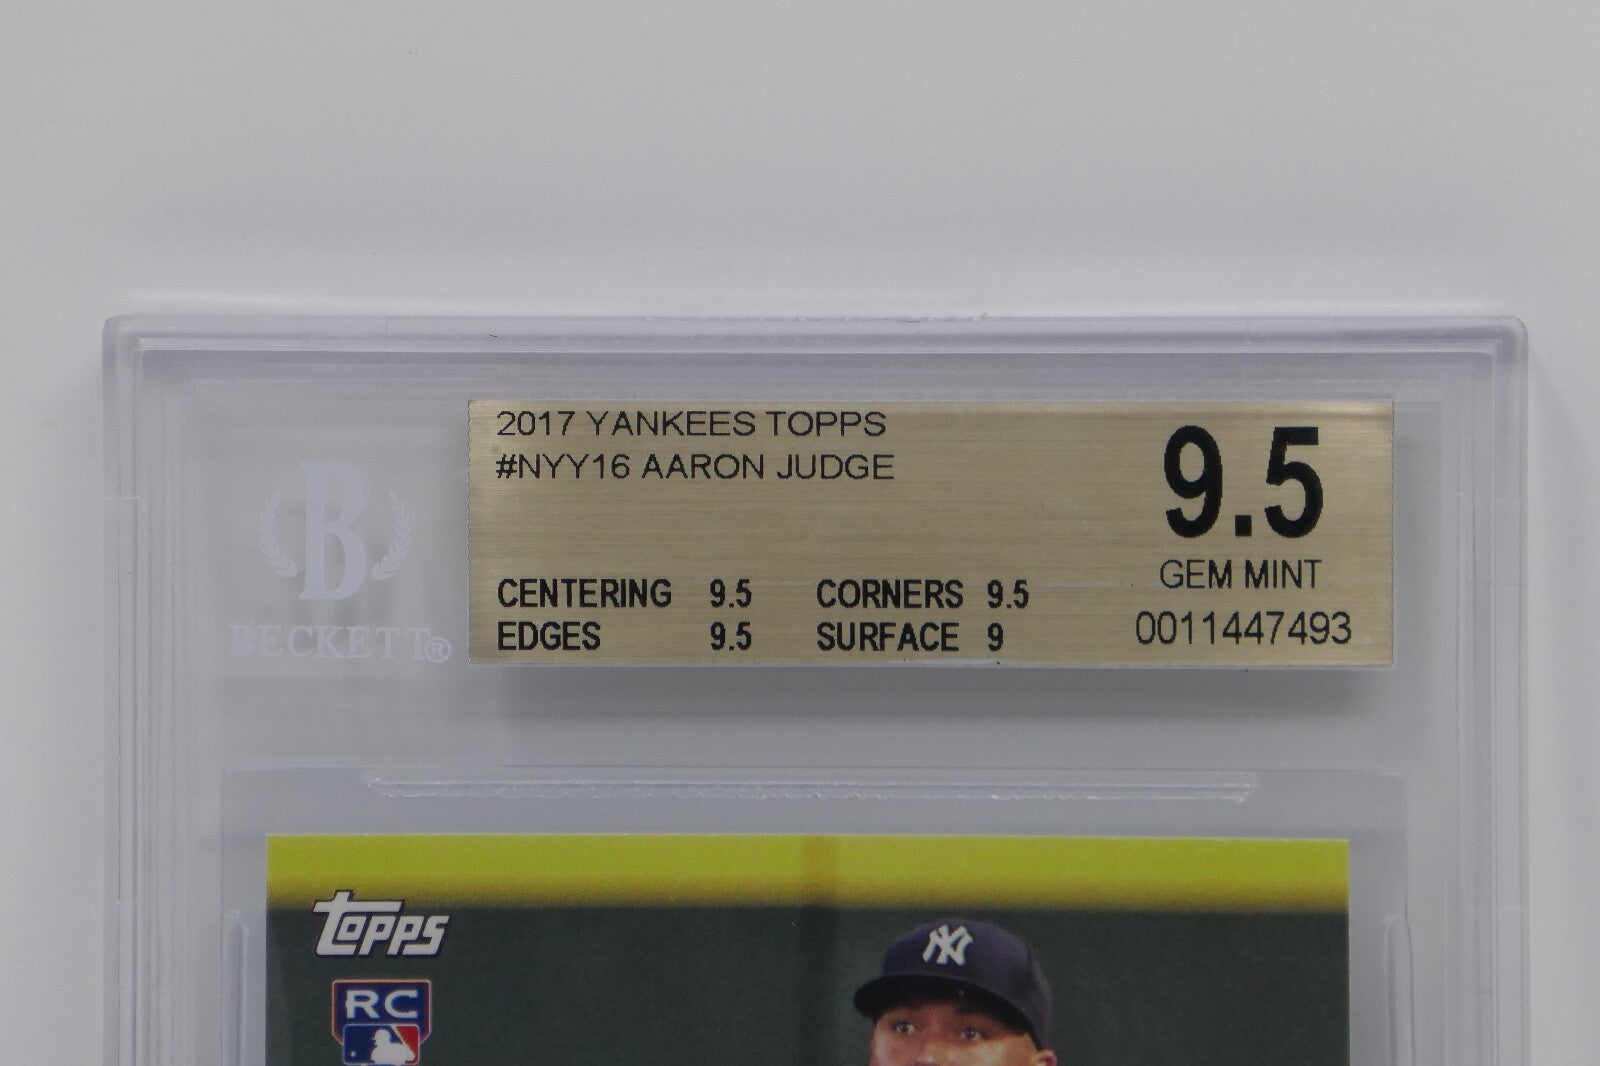 2017 YANKEES TOPPS
#NYY16 AARON JUDGE
9.5
GEM MINT
0011447493
CENTERING 9.5 CORNERS 9.5
EDGES 9.5 SURFACE 9
B
BECKETT®
TOPPS
NY
RC